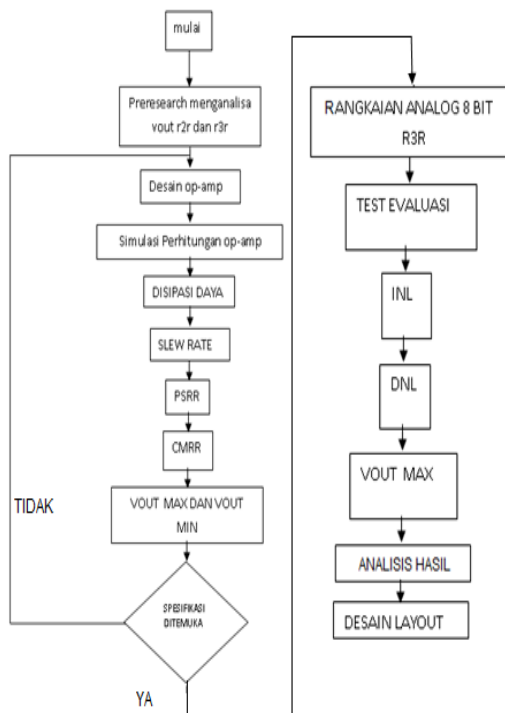 mulai
Preresearch menganalisa
vout r2r dan r3r
Desain op-amp
Simulasi Perhitungan op-amp
DISIPASI DAYA
SLEW RATE
PSRR
CMRR
VOUT MAX DAN VOUT
MIN
TIDAK
SPESIFIKASI
DITEMUKA
YA
RANGKAIAN ANALOG 8 BIT
R3R
TEST EVALUASI
INL
DNL
VOUT MAX
ANALISIS HASIL
DESAIN LAYOUT